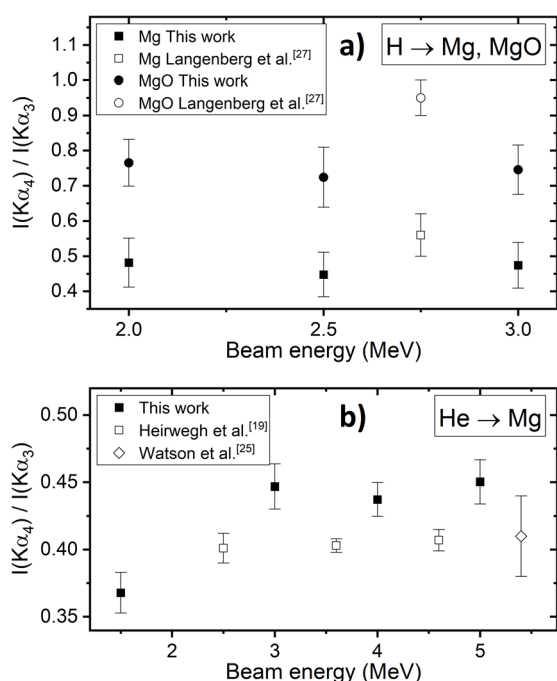 1.1
1.0
0.9
0.8
0.7
0.6
0.5
0.4
I(Kα4) / I(Kα3)
Mg This work
Mg Langenberg et al.[27]
MgO This work
MgO Langenberg et al.[27]
a)
H → Mg, MgO
2.0 2.5 3.0
Beam energy (MeV)
0.50
0.45
0.40
0.35
I(Kα4) / I(Kα3)
This work
Heirwegh et al.[19]
Watson et al.[25]
b)
He → Mg
2 3 4 5
Beam energy (MeV)